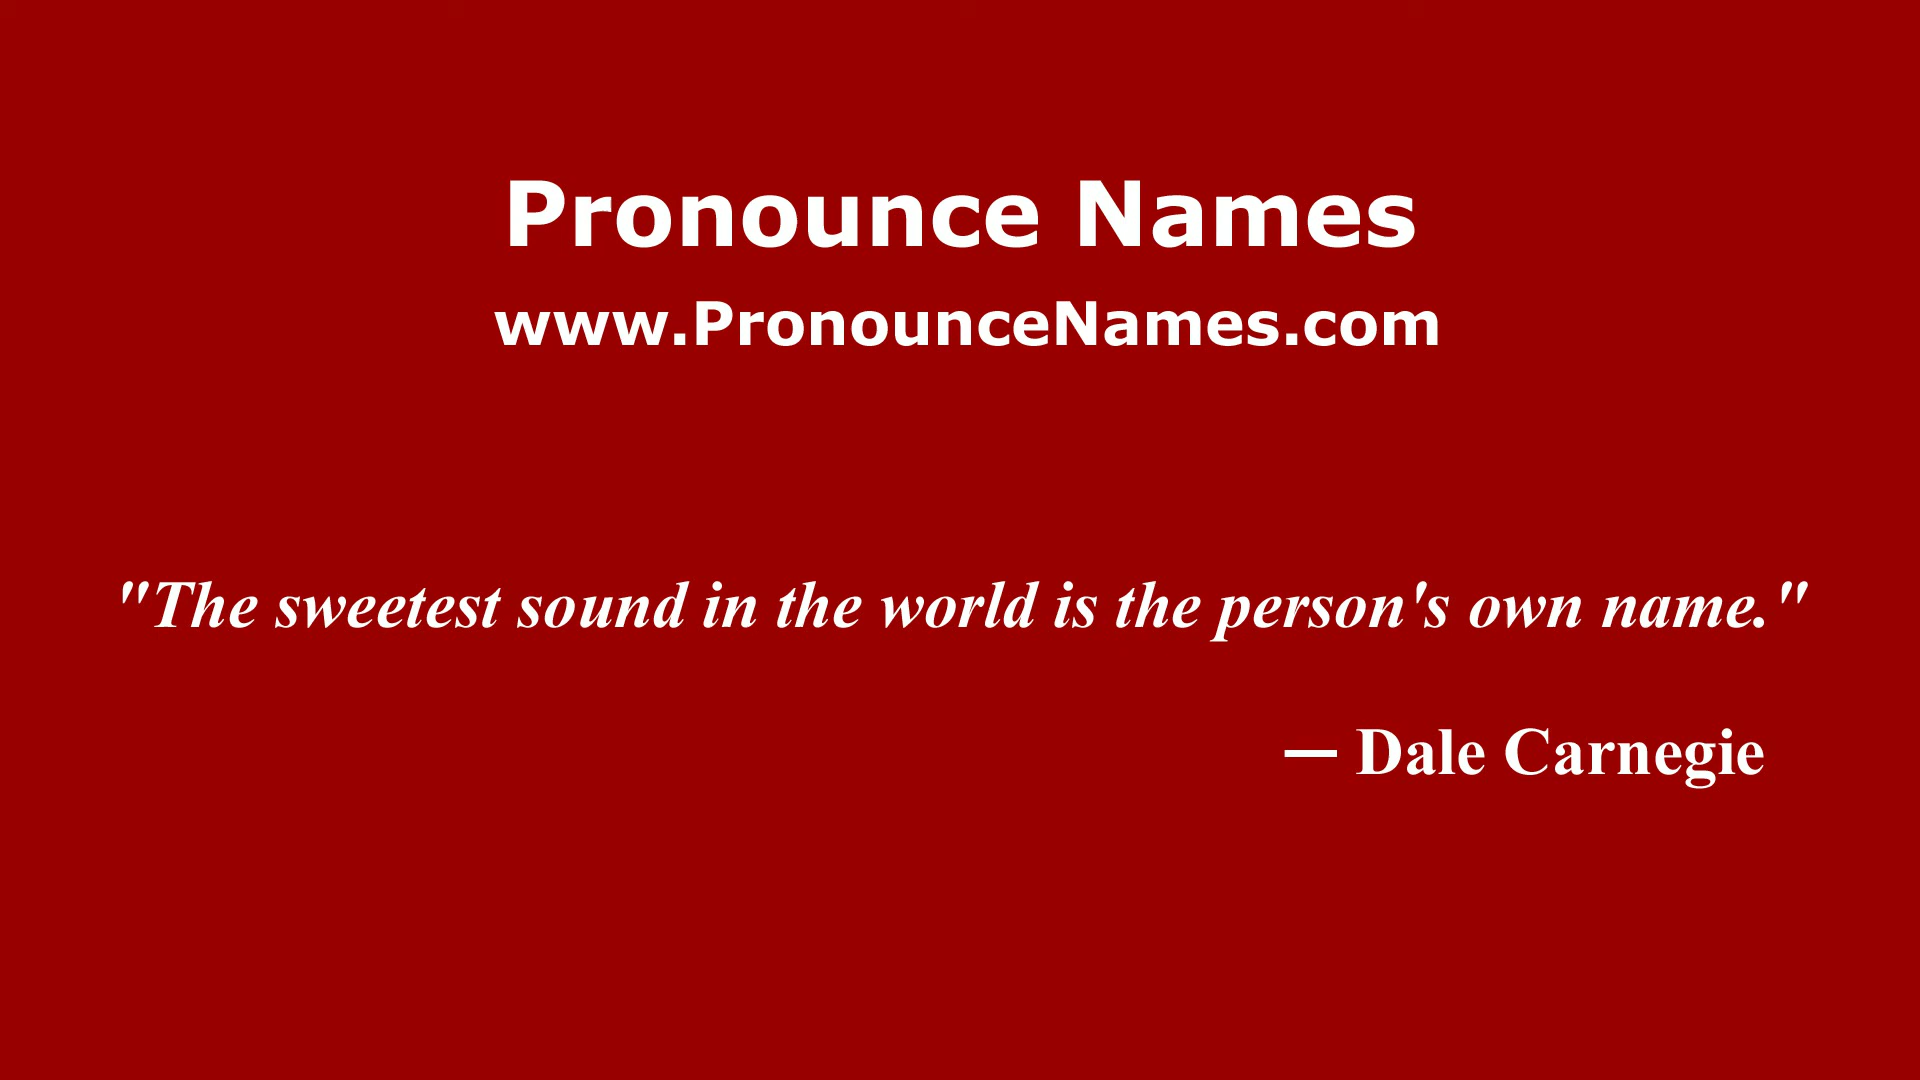 Pronounce Names
www.PronounceNames.com
"The sweetest sound in the world is the person's own name."
— Dale Carnegie